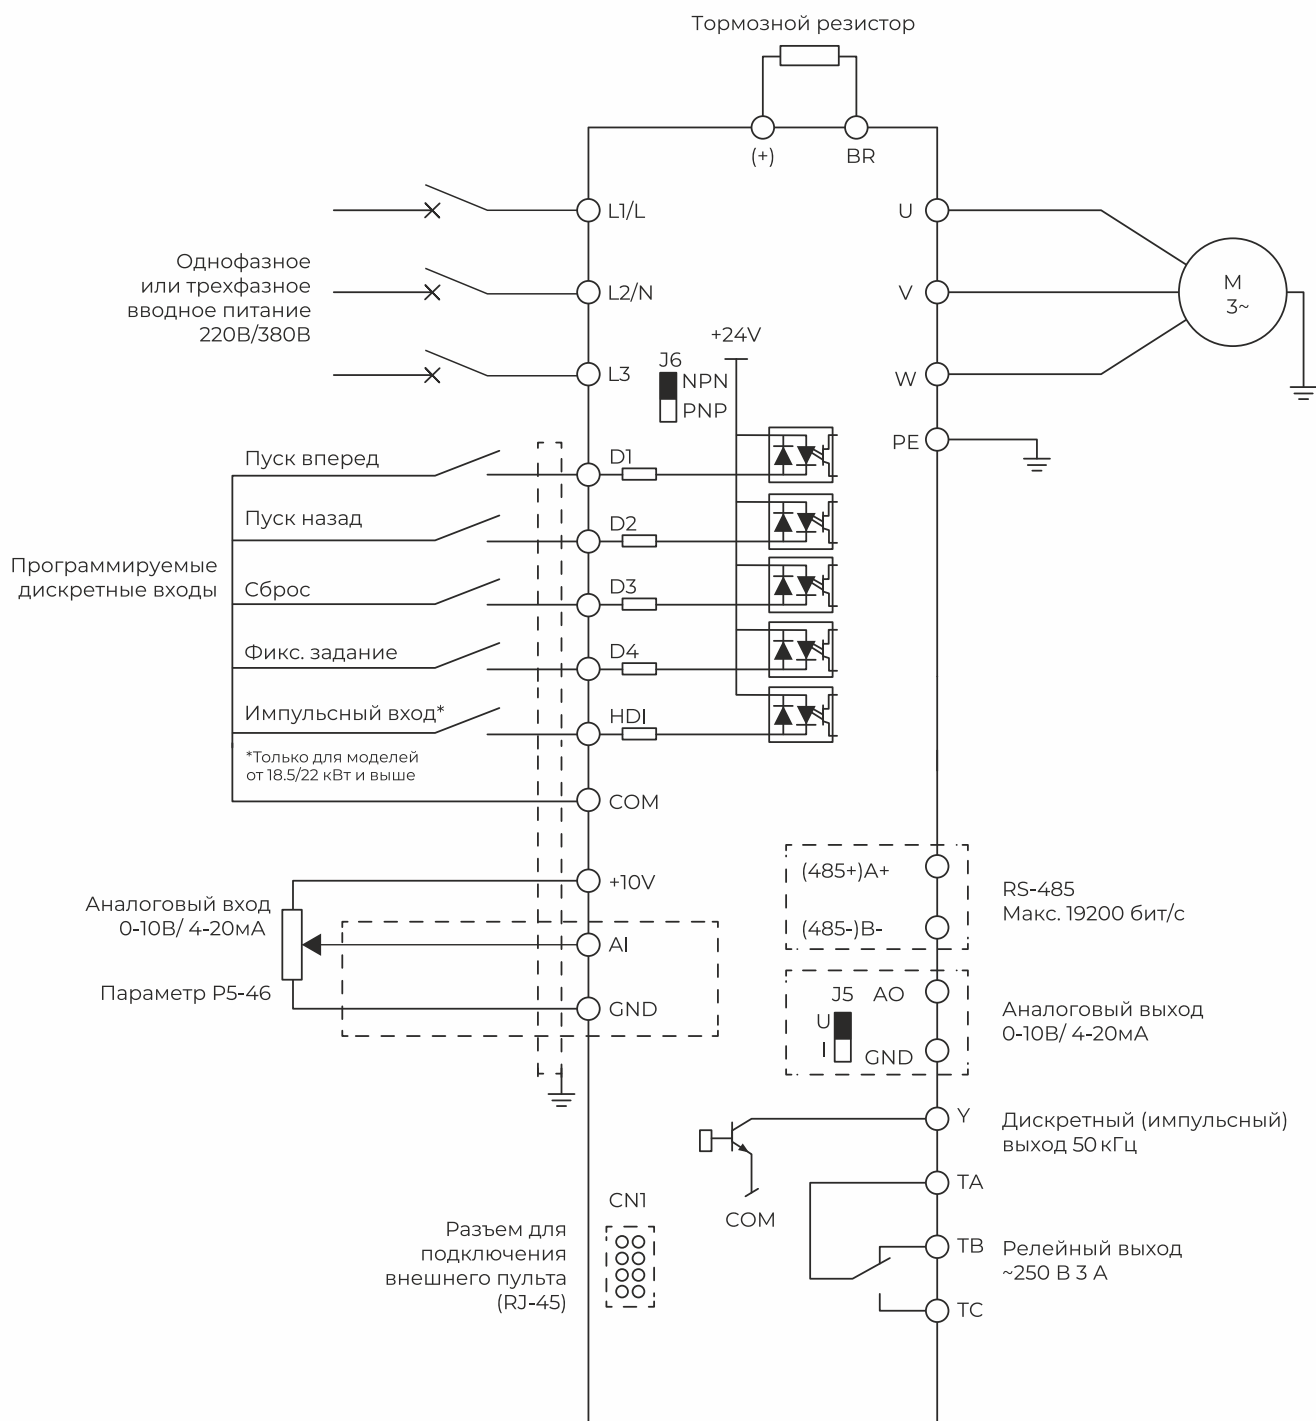 Тормозной резистор
(+)
BR
L1/L
U
Однофазное
или трехфазное
вводное питание
220В/380В
L2/N
V
M
3~
+24V
L3
J6
NPN
PNP
W
PE
Пуск вперед
D1
Пуск назад
D2
Программируемые
дискретные входы
Сброс
D3
Фикс. задание
D4
Импульсный вход*
HDI
*Только для моделей
от 18.5/22 кВт и выше
COM
(485+)A+
(485-)B-
RS-485
Макс. 19200 бит/с
+10V
Аналоговый вход
0-10В/ 4-20мА
AI
Параметр P5-46
GND
J5
AO
U
I
GND
Аналоговый выход
0-10В/ 4-20мА
Y
Дискретный (импульсный)
выход 50 кГц
COM
TA
TB
Релейный выход
~250 В 3 А
TC
CN1
Разъем для
подключения
внешнего пульта
(RJ-45)